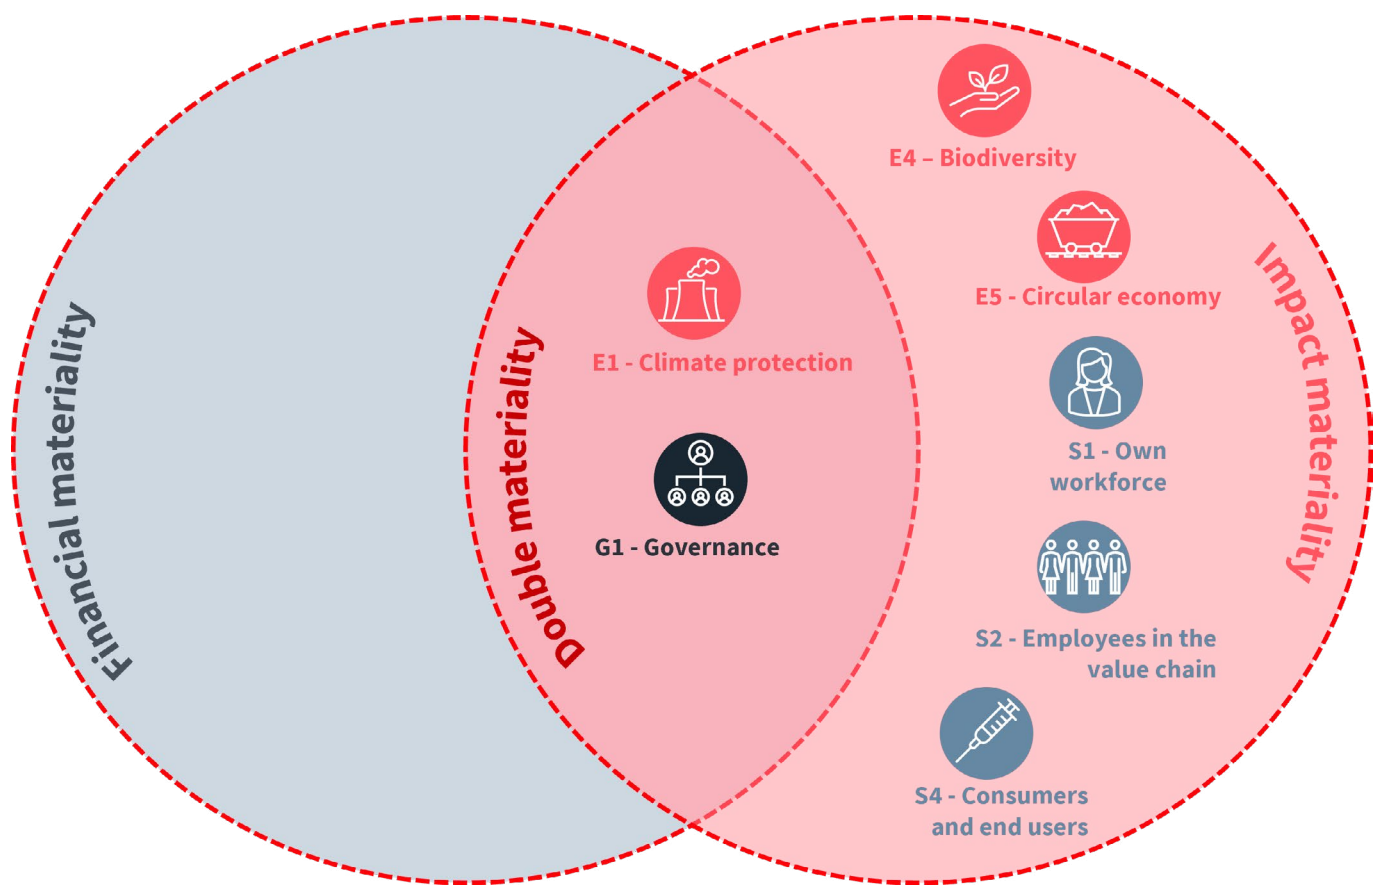 Financial materiality
Double materiality
E1 - Climate protection
G1 - Governance
E4 – Biodiversity
E5 - Circular economy
S1 - Own
workforce
S2 - Employees in the
value chain
S4 - Consumers
and end users
Impact materiallity